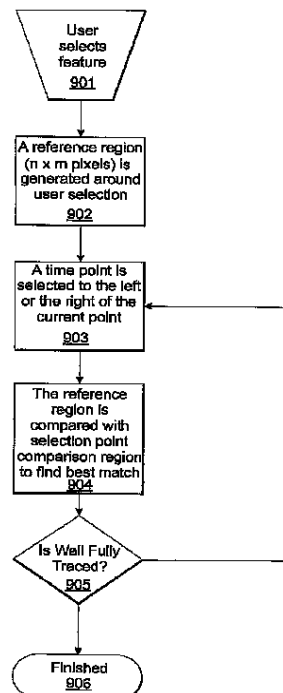 User
selects
feature
901
A reference region
(n x m pixels) is
generated around
user selection
902
A time point is
selected to the left
or the right of the
current point
903
The reference
region is
compared with
selection point
comparison region
to find best match
904
Is Wall Fully
Traced?
905
Finished
906